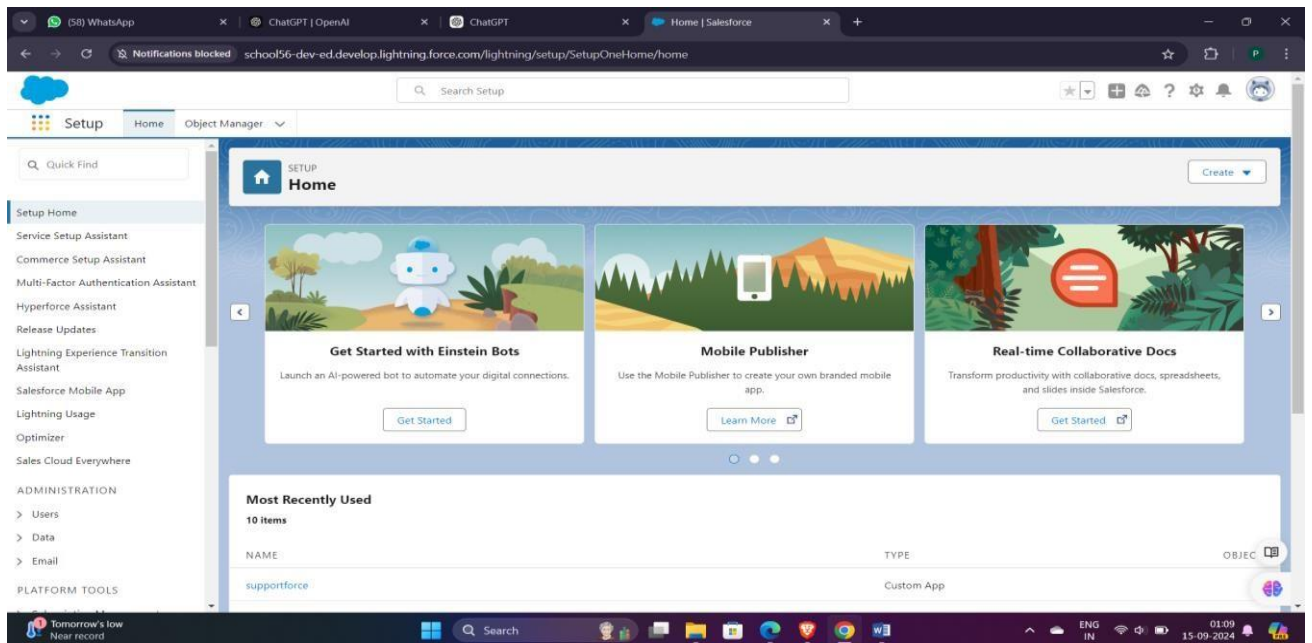 (58) WhatsApp
ChatGPT | OpenAI
ChatGPT
Home | Salesforce
Notifications blocked
school56-dev-ed.develop.lightning.force.com/lightning/setup/SetupOneHome/home
P
Search Setup
Setup
Home
Object Manager
Quick Find
SETUP
Home
Create
Setup Home
Service Setup Assistant
Commerce Setup Assistant
Multi-Factor Authentication Assistant
Hyperforce Assistant
Release Updates
Lightning Experience Transition
Assistant
Salesforce Mobile App
Lightning Usage
Optimizer
Sales Cloud Everywhere
ADMINISTRATION
Users
Data
Email
PLATFORM TOOLS
Get Started with Einstein Bots
Launch an AI-powered bot to automate your digital connections.
Get Started
Mobile Publisher
Use the Mobile Publisher to create your own branded mobile
app.
Learn More
Real-time Collaborative Docs
Transform productivity with collaborative docs, spreadsheets,
and slides inside Salesforce.
Get Started
Most Recently Used
10 items
NAME
TYPE
OBJEC
supportforce
Custom App
1
Tomorrow's low
Near record
Search
ENG
IN
01:09
15-09-2024